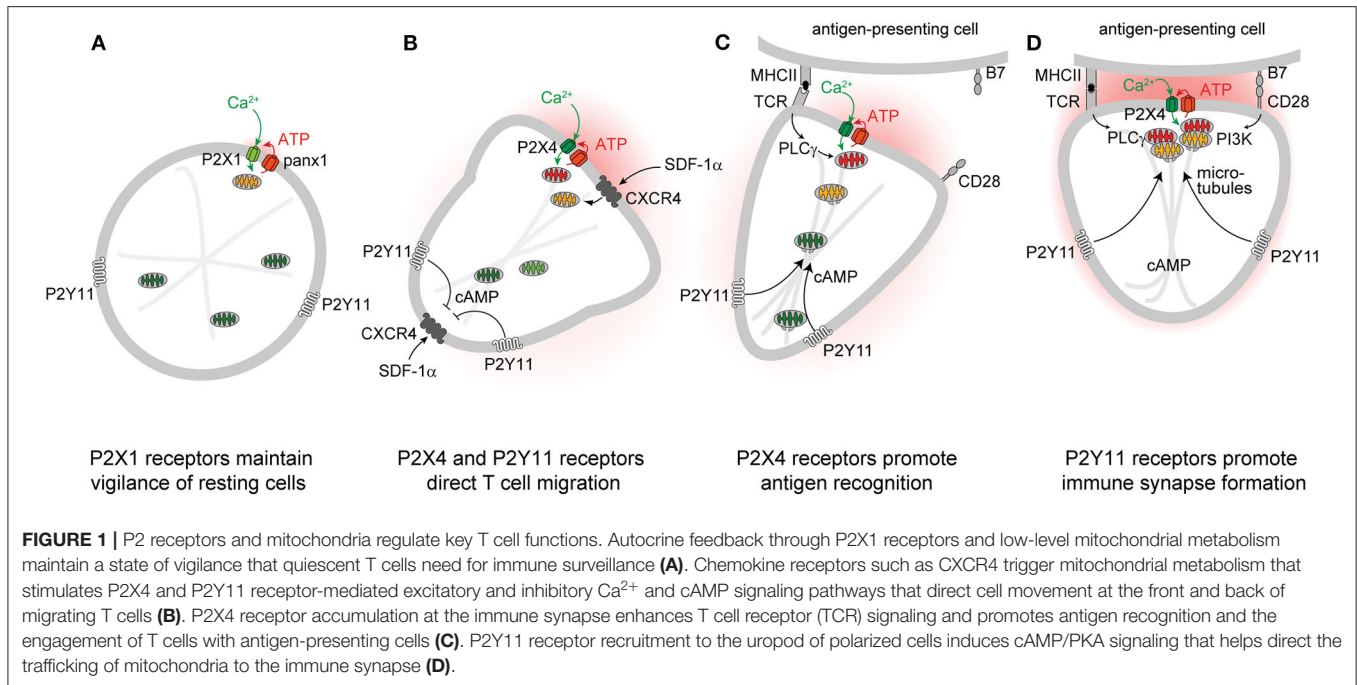 A
Ca²⁺
ATP
P2X1
panx1
P2Y11
P2Y11
P2X1 receptors maintain
vigilance of resting cells
B
Ca²⁺
P2X4
ATP
SDF-1α
CXCR4
P2Y11
cAMP
CXCR4
SDF-1α
P2Y11
P2X4 and P2Y11 receptors
direct T cell migration
C
antigen-presenting cell
MHCII
TCR
Ca²⁺
ATP
B7
PLCγ
CD28
cAMP
P2Y11
P2Y11
P2X4 receptors promote
antigen recognition
D
antigen-presenting cell
MHCII
TCR
Ca²⁺
ATP
B7
CD28
P2X4
PLCγ
PI3K
micro-
tubules
P2Y11
P2Y11
cAMP
P2Y11 receptors promote
immune synapse formation
FIGURE 1 | P2 receptors and mitochondria regulate key T cell functions. Autocrine feedback through P2X1 receptors and low-level mitochondrial metabolism
maintain a state of vigilance that quiescent T cells need for immune surveillance (A). Chemokine receptors such as CXCR4 trigger mitochondrial metabolism that
stimulates P2X4 and P2Y11 receptor-mediated excitatory and inhibitory Ca²⁺ and cAMP signaling pathways that direct cell movement at the front and back of
migrating T cells (B). P2X4 receptor accumulation at the immune synapse enhances T cell receptor (TCR) signaling and promotes antigen recognition and the
engagement of T cells with antigen-presenting cells (C). P2Y11 receptor recruitment to the uropod of polarized cells induces cAMP/PKA signaling that helps direct the
trafficking of mitochondria to the immune synapse (D).